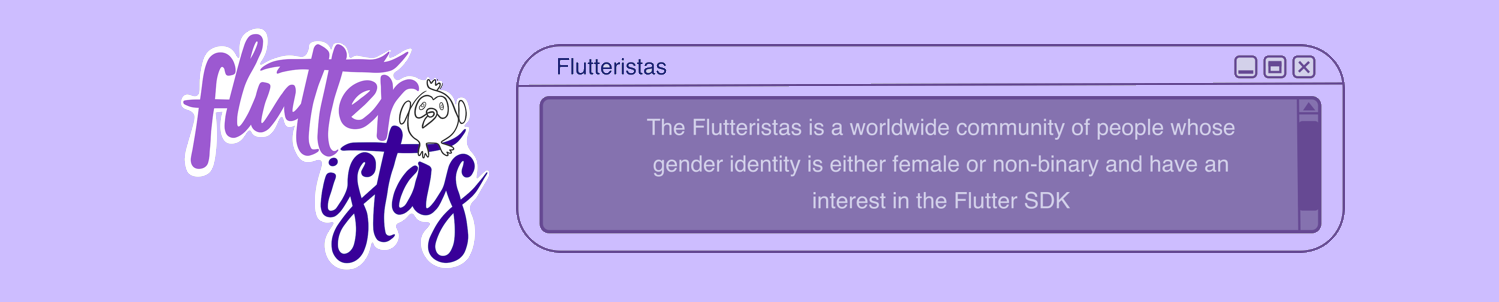 flutter
istas
Flutteristas
The Flutteristas is a worldwide community of people whose
gender identity is either female or non-binary and have an
interest in the Flutter SDK